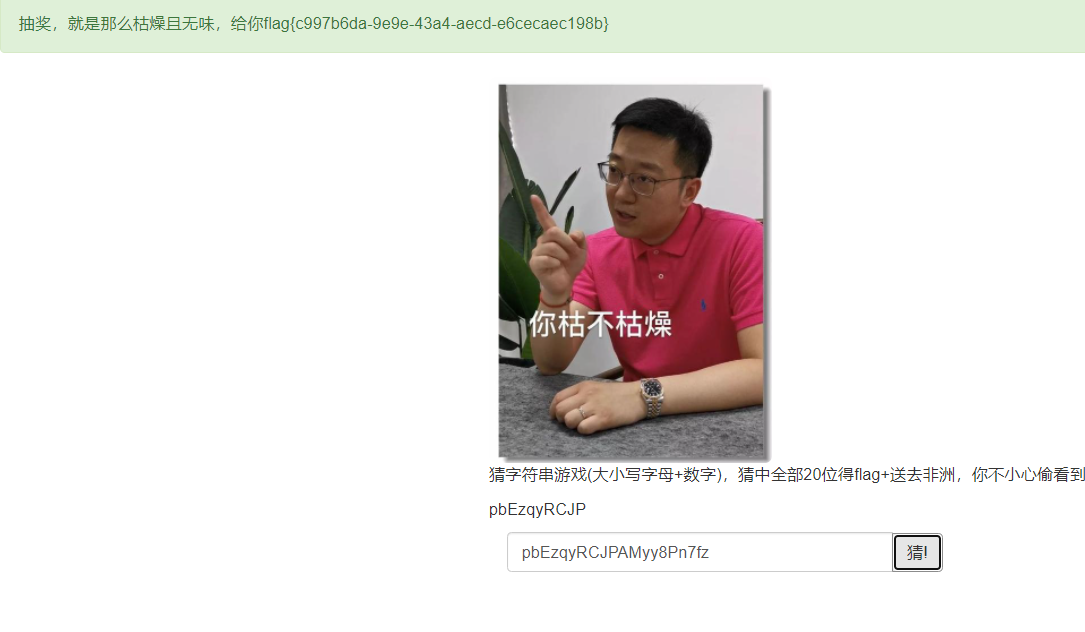 抽奖，就是那么枯燥且无味，给你flag{c997b6da-9e9e-43a4-aecd-e6cecaec198b}
你枯不枯燥
猜字符串游戏(大小写字母+数字)，猜中全部20位得flag+送去非洲，你不小心偷看到
pbEzqyRCJP
pbEzqyRCJPAMyy8Pn7fz
猜!